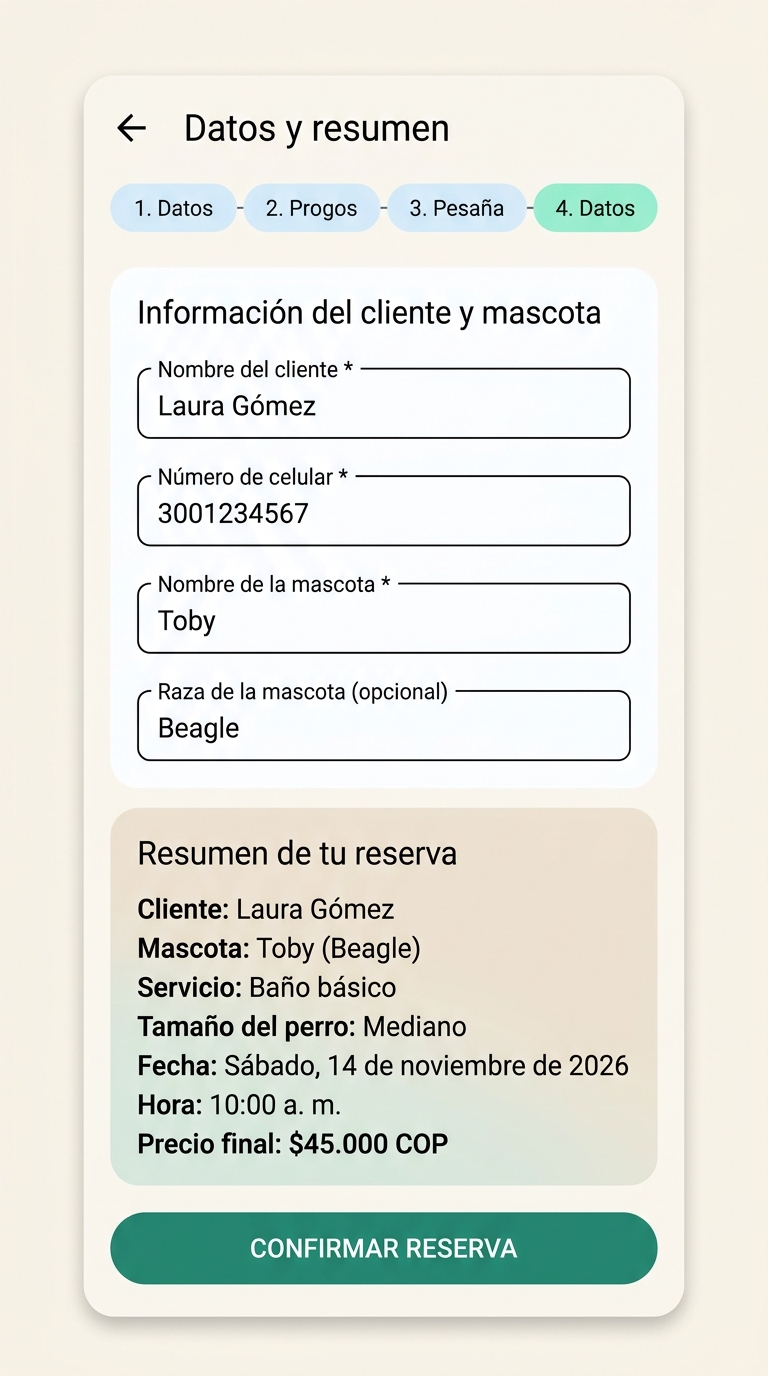 Datos y resumen
1. Datos - 2. Progos - 3. Pesaña - 4. Datos
Información del cliente y mascota
Nombre del cliente *
Laura Gómez
Número de celular *
3001234567
Nombre de la mascota *
Toby
Raza de la mascota (opcional)
Beagle
Resumen de tu reserva
Cliente: Laura Gómez
Mascota: Toby (Beagle)
Servicio: Baño básico
Tamaño del perro: Mediano
Fecha: Sábado, 14 de noviembre de 2026
Hora: 10:00 a. m.
Precio final: $45.000 COP
CONFIRMAR RESERVA